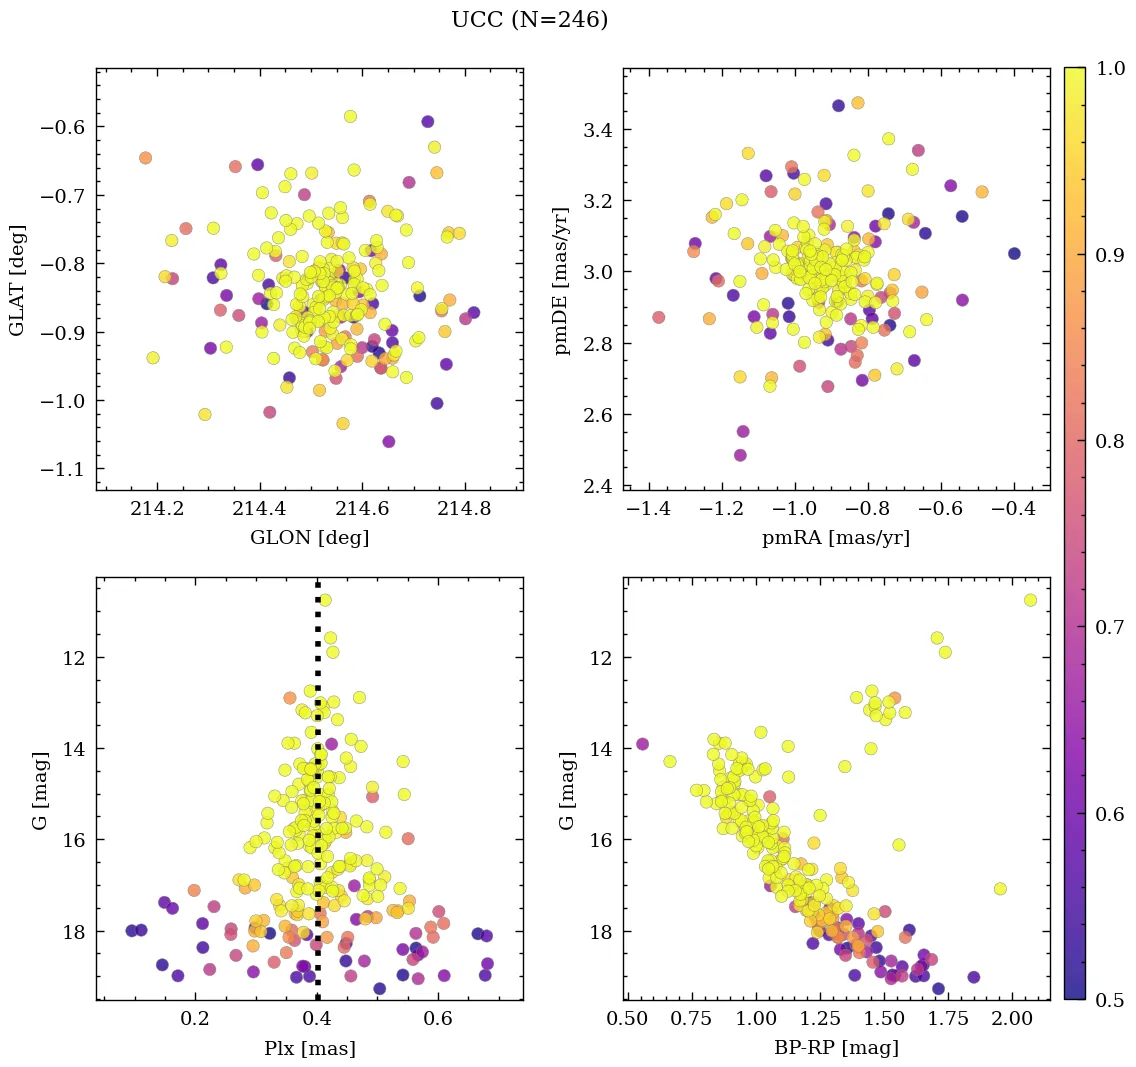 UCC (N=246)
−0.6
−0.7
−0.8
−0.9
−1.0
−1.1
GLAT [deg]
214.2 214.4 214.6 214.8
GLON [deg]
3.4
3.2
3.0
2.8
2.6
2.4
pmDE [mas/yr]
−1.4 −1.2 −1.0 −0.8 −0.6 −0.4
pmRA [mas/yr]
12
14
16
18
G [mag]
0.2 0.4 0.6
Plx [mas]
12
14
16
18
G [mag]
0.50 0.75 1.00 1.25 1.50 1.75 2.00
BP-RP [mag]
1.0
0.9
0.8
0.7
0.6
0.5